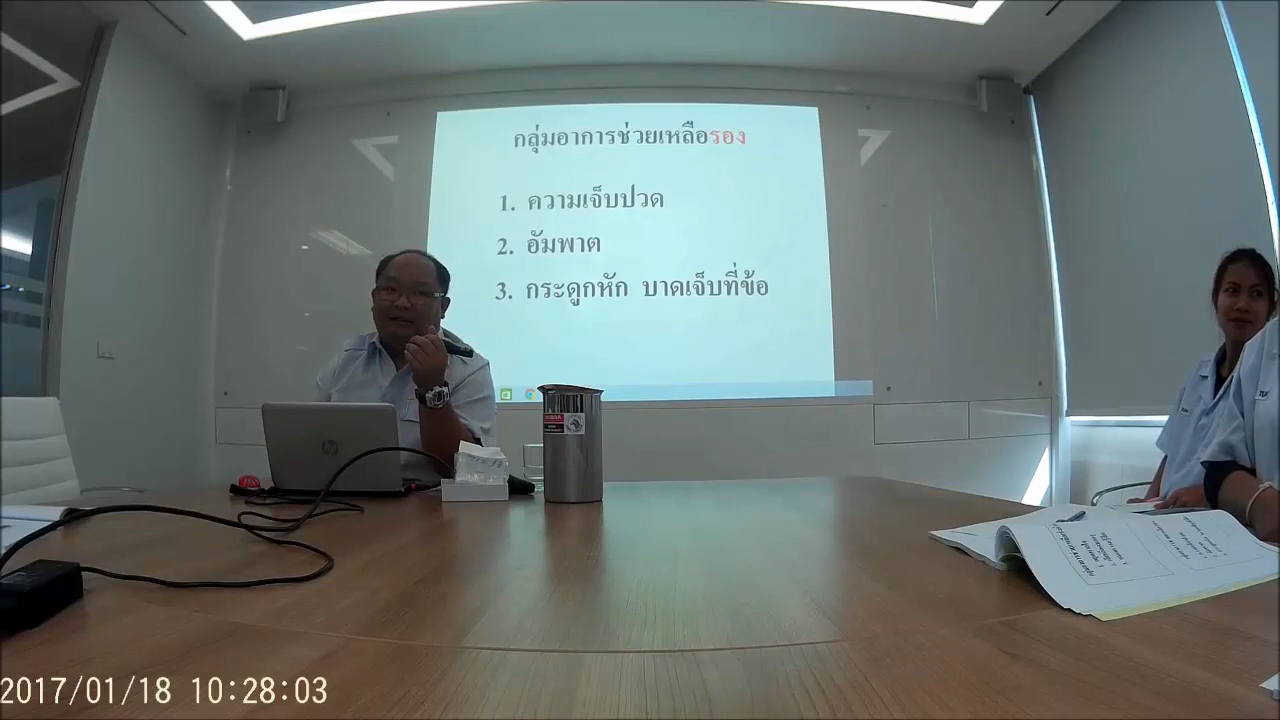 กลุ่มอาการช่วยเหลือรอง
1. ความเจ็บปวด
2. อัมพาต
3. กระดูกหัก บาดเจ็บที่ข้อ
hp
2017/01/18 10:28:03